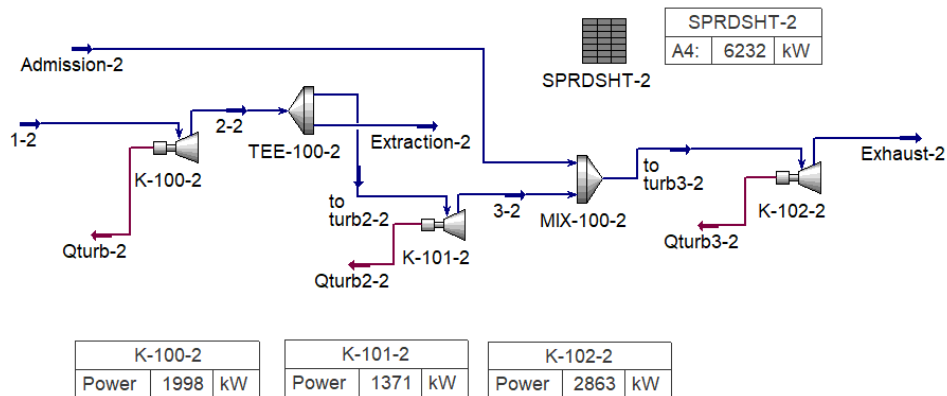 SPRDSHT-2
A4: 6232 kW
Admission-2
SPRDSHT-2
1-2
2-2
TEE-100-2
Extraction-2
K-100-2
to
turb2-2
3-2
MIX-100-2
to
turb3-2
Exhaust-2
K-102-2
Qturb-2
Qturb2-2
K-101-2
Qturb3-2
K-100-2
Power 1998 kW
K-101-2
Power 1371 kW
K-102-2
Power 2863 kW